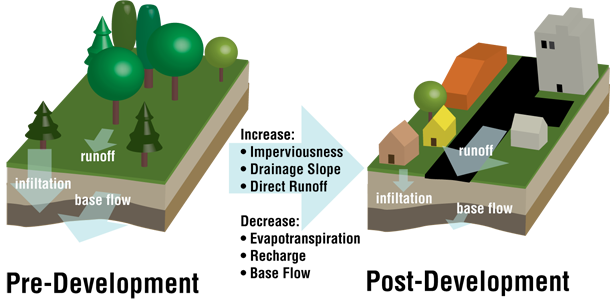 runoff
infiltation
base flow
Pre-Development
Increase:
• Imperviousness
• Drainage Slope
• Direct Runoff
Decrease:
• Evapotranspiration
• Recharge
• Base Flow
runoff
infiltation
base flow
Post-Development